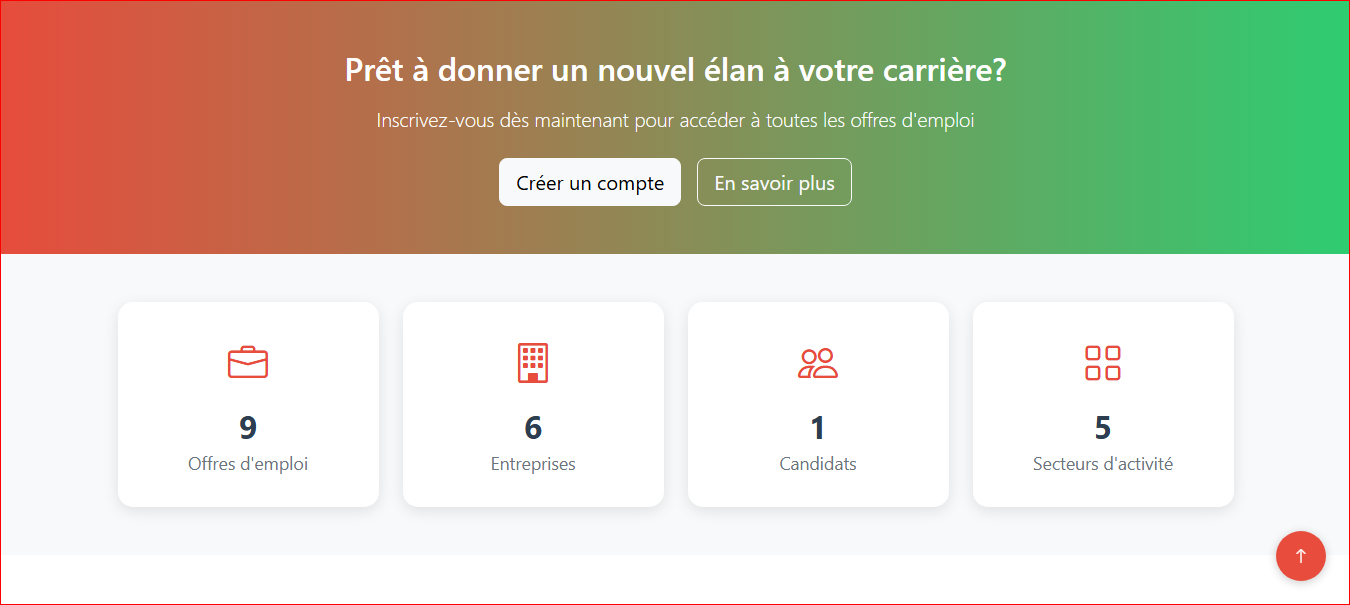 Prêt à donner un nouvel élan à votre carrière?
Inscrivez-vous dès maintenant pour accéder à toutes les offres d'emploi
Créer un compte
En savoir plus
9
Offres d'emploi
6
Entreprises
1
Candidats
5
Secteurs d'activité